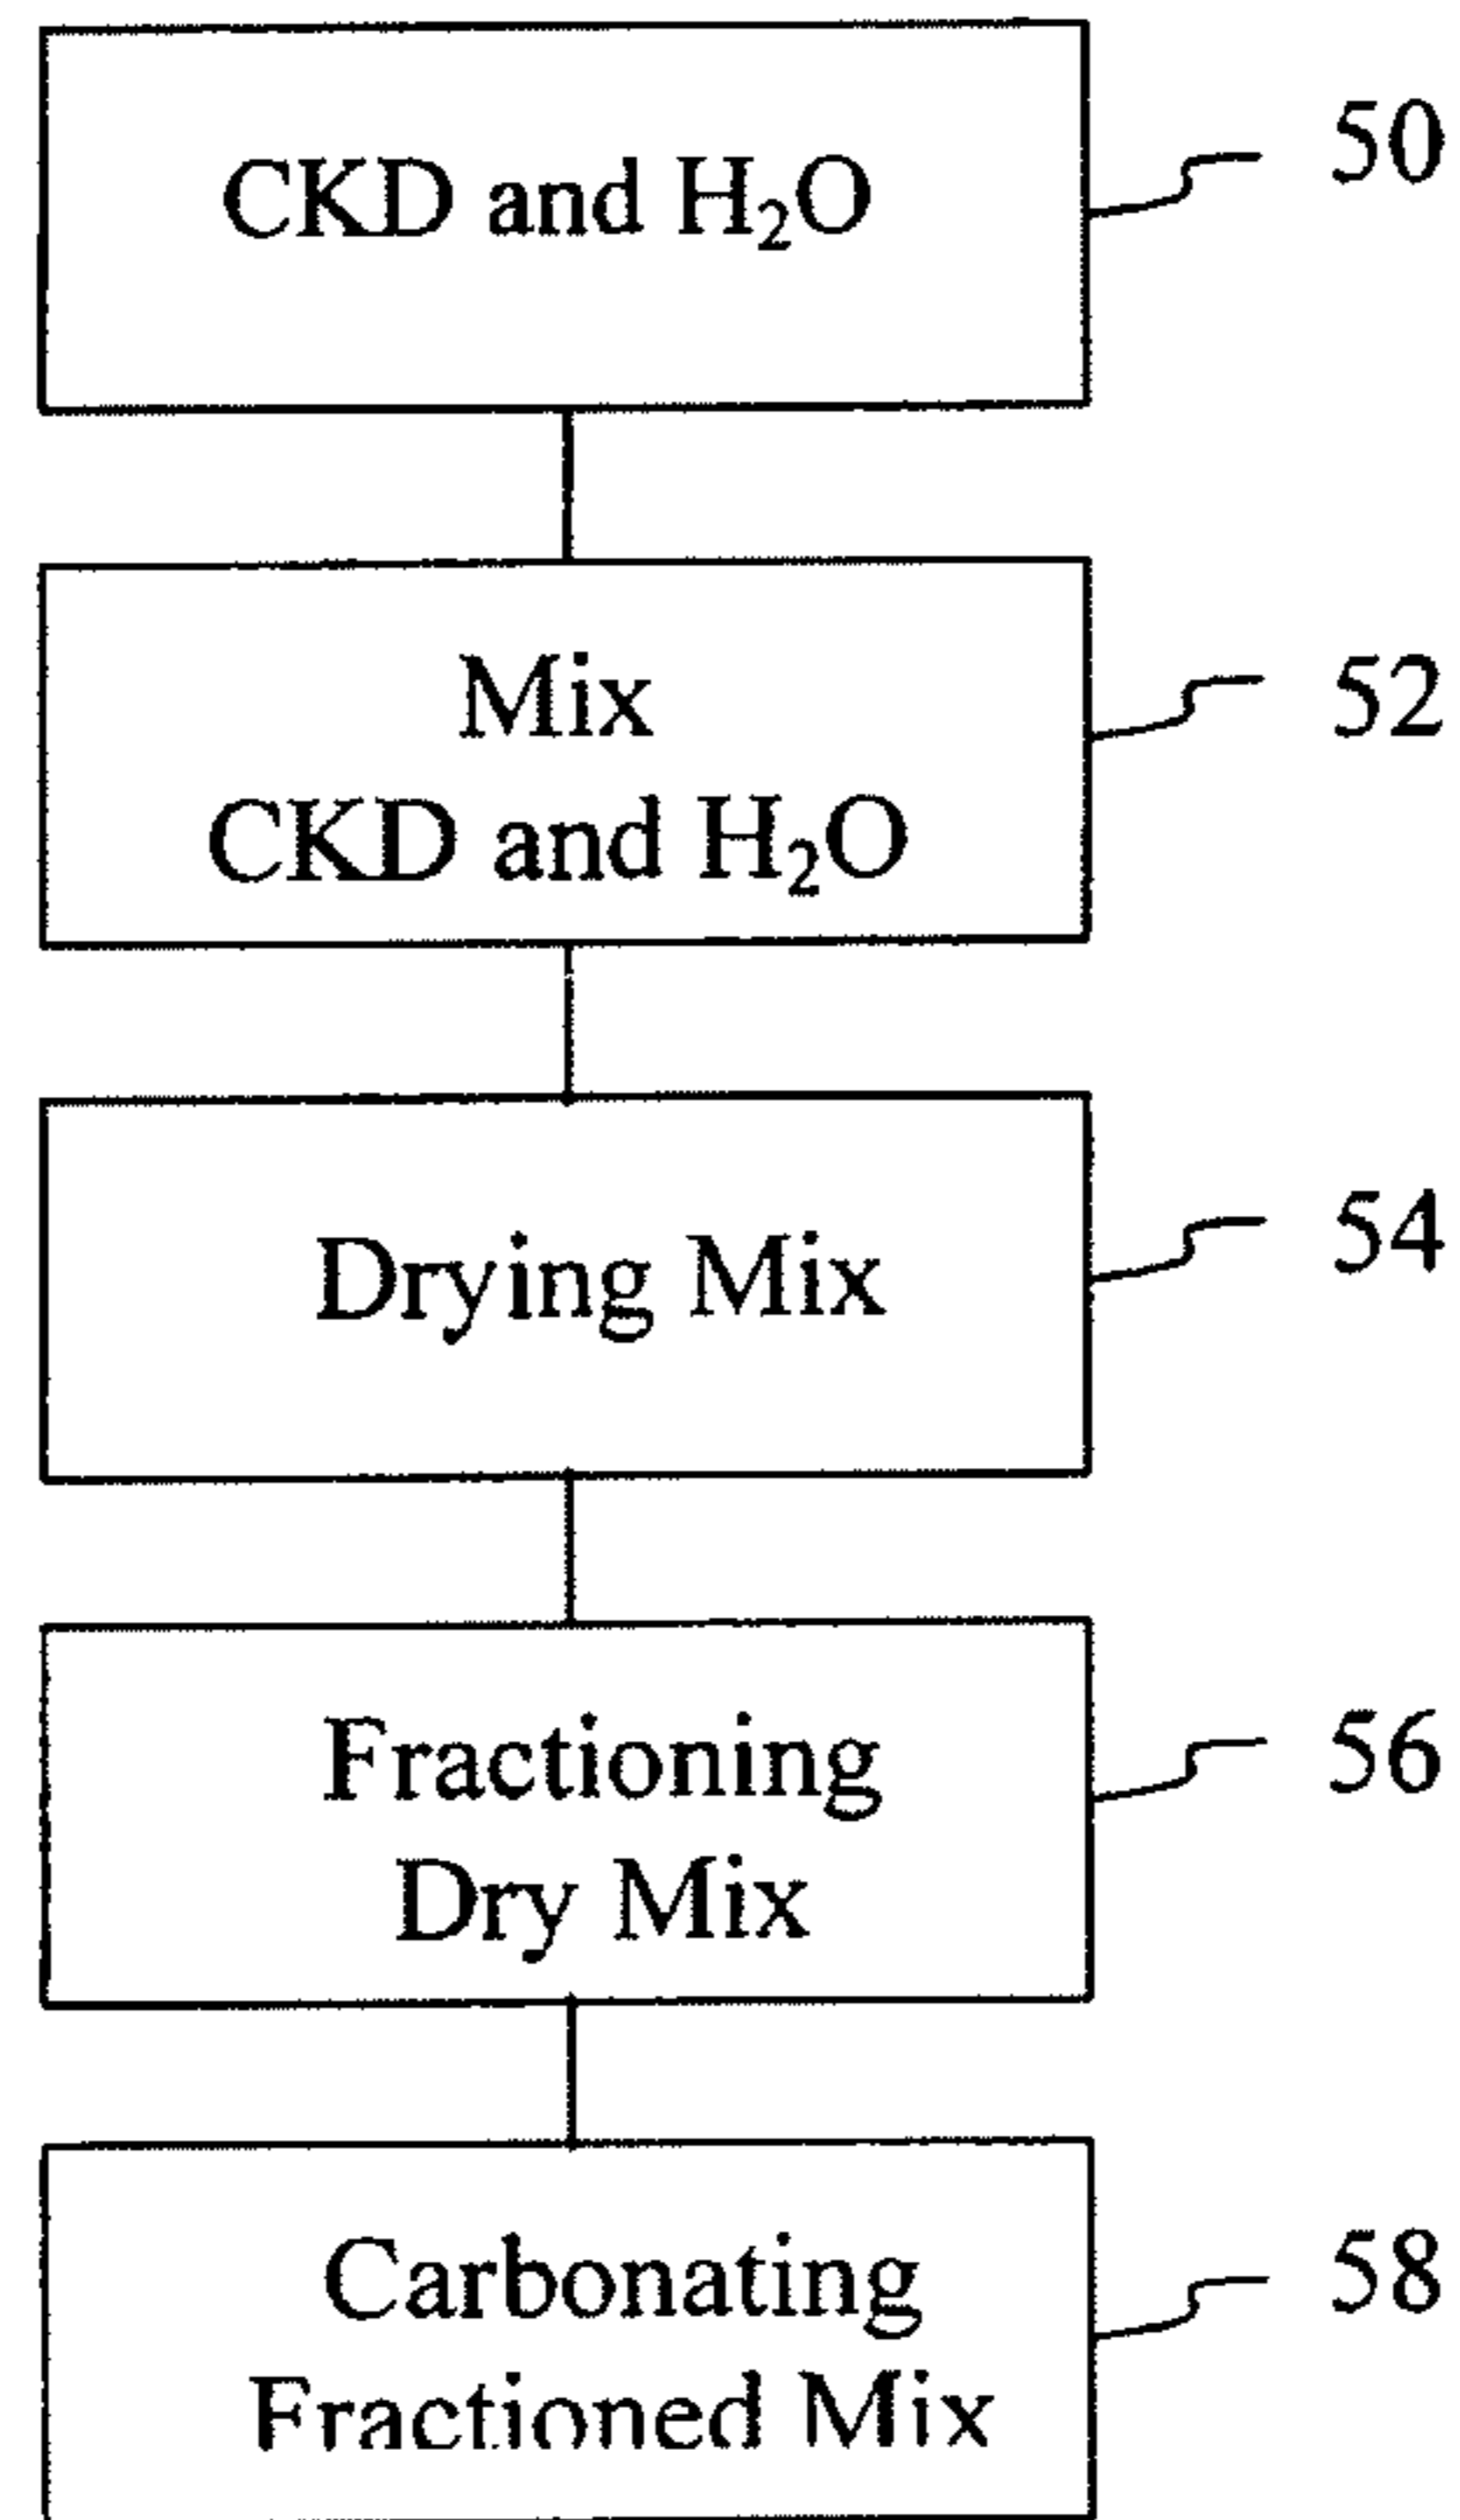 CKD and H₂O
50
Mix
CKD and H₂O
52
Drying Mix
54
Fractioning
Dry Mix
56
Carbonating
Fractioned Mix
58